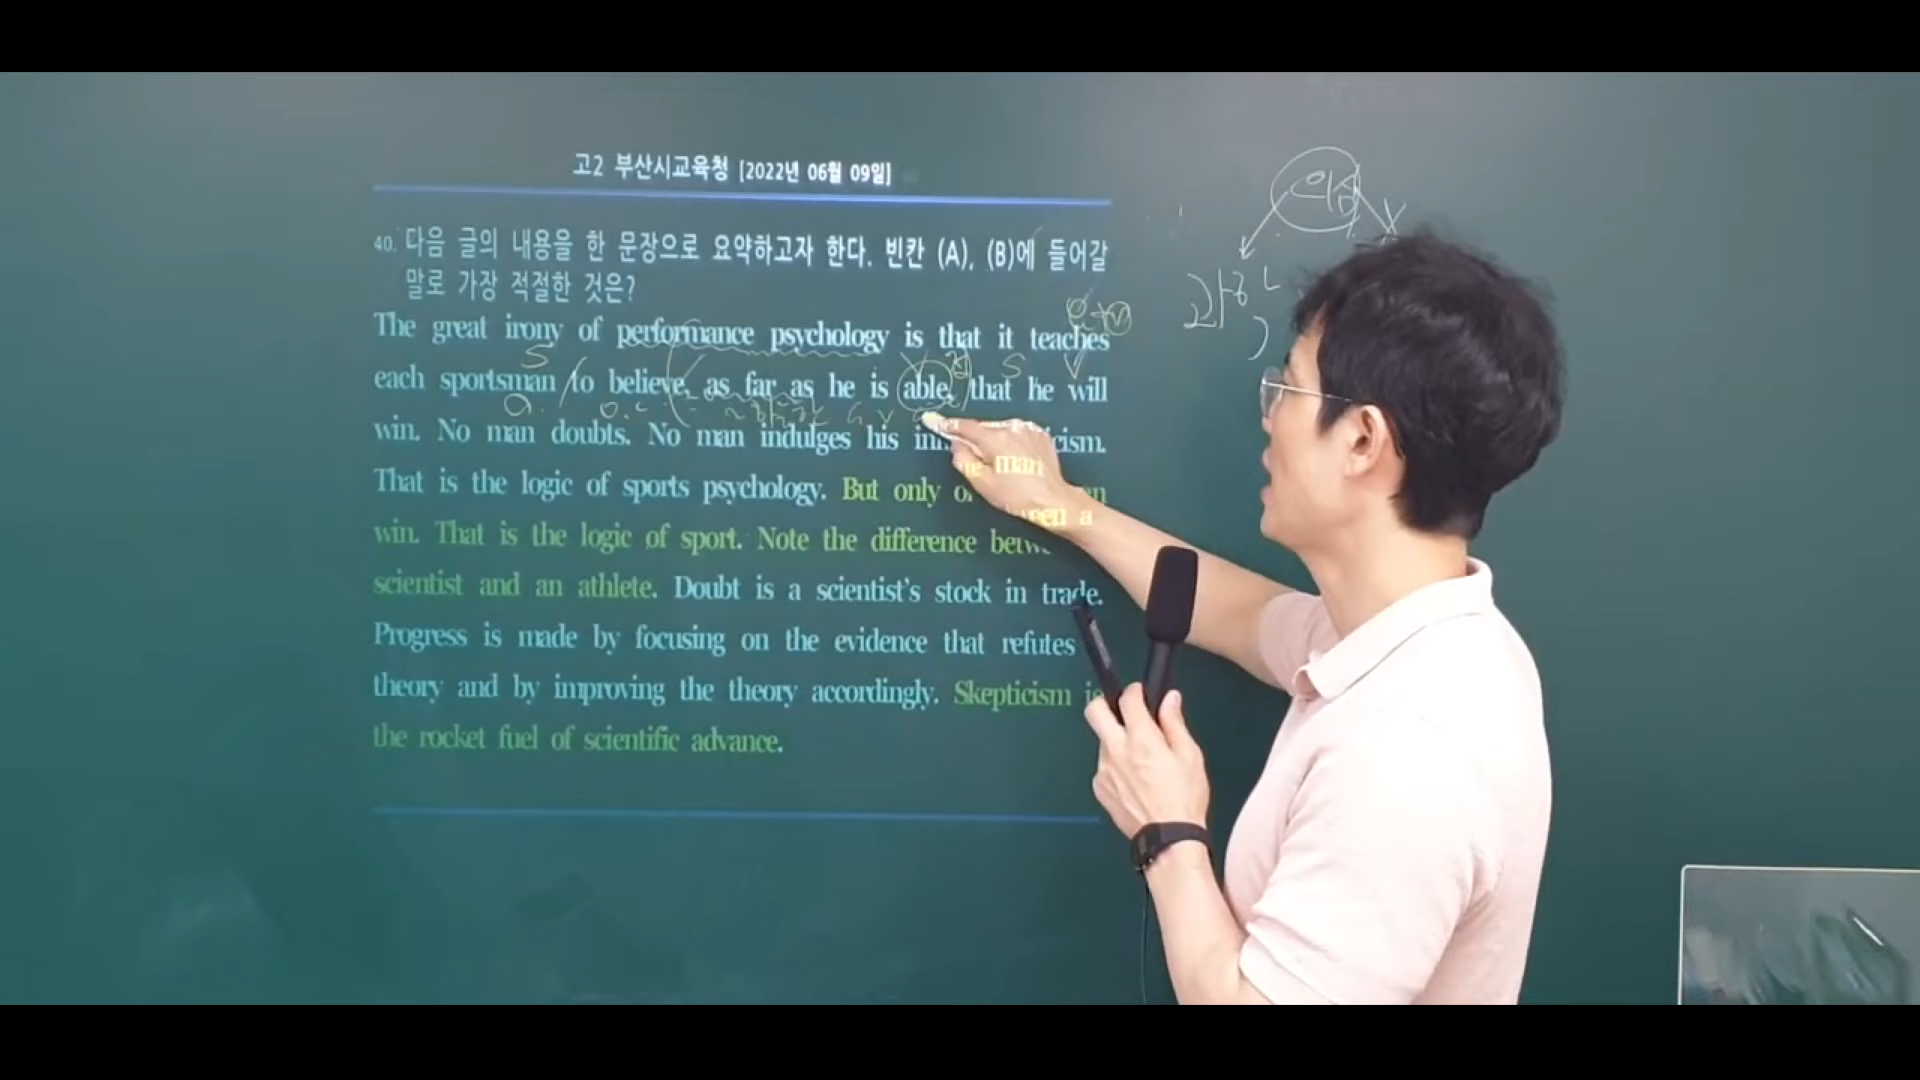 고2 부산시교육청 [2022년 06월 09일]
40. 다음 글의 내용을 한 문장으로 요약하고자 한다. 빈칸 (A), (B)에 들어갈
말로 가장 적절한 것은?
The great irony of performance psychology is that it teaches
each sportsman to believe, as far as he is able, that he will
win. No man doubts. No man indulges his
That is the logic of sports psychology. But only man
win. That is the logic of sport. Note the difference a
scientist and an athlete. Doubt is a scientist's stock in trade.
Progress is made by focusing on the evidence that refutes
theory and by improving the theory accordingly. Skepticism is
the rocket fuel of scientific advance.
의심
S
S